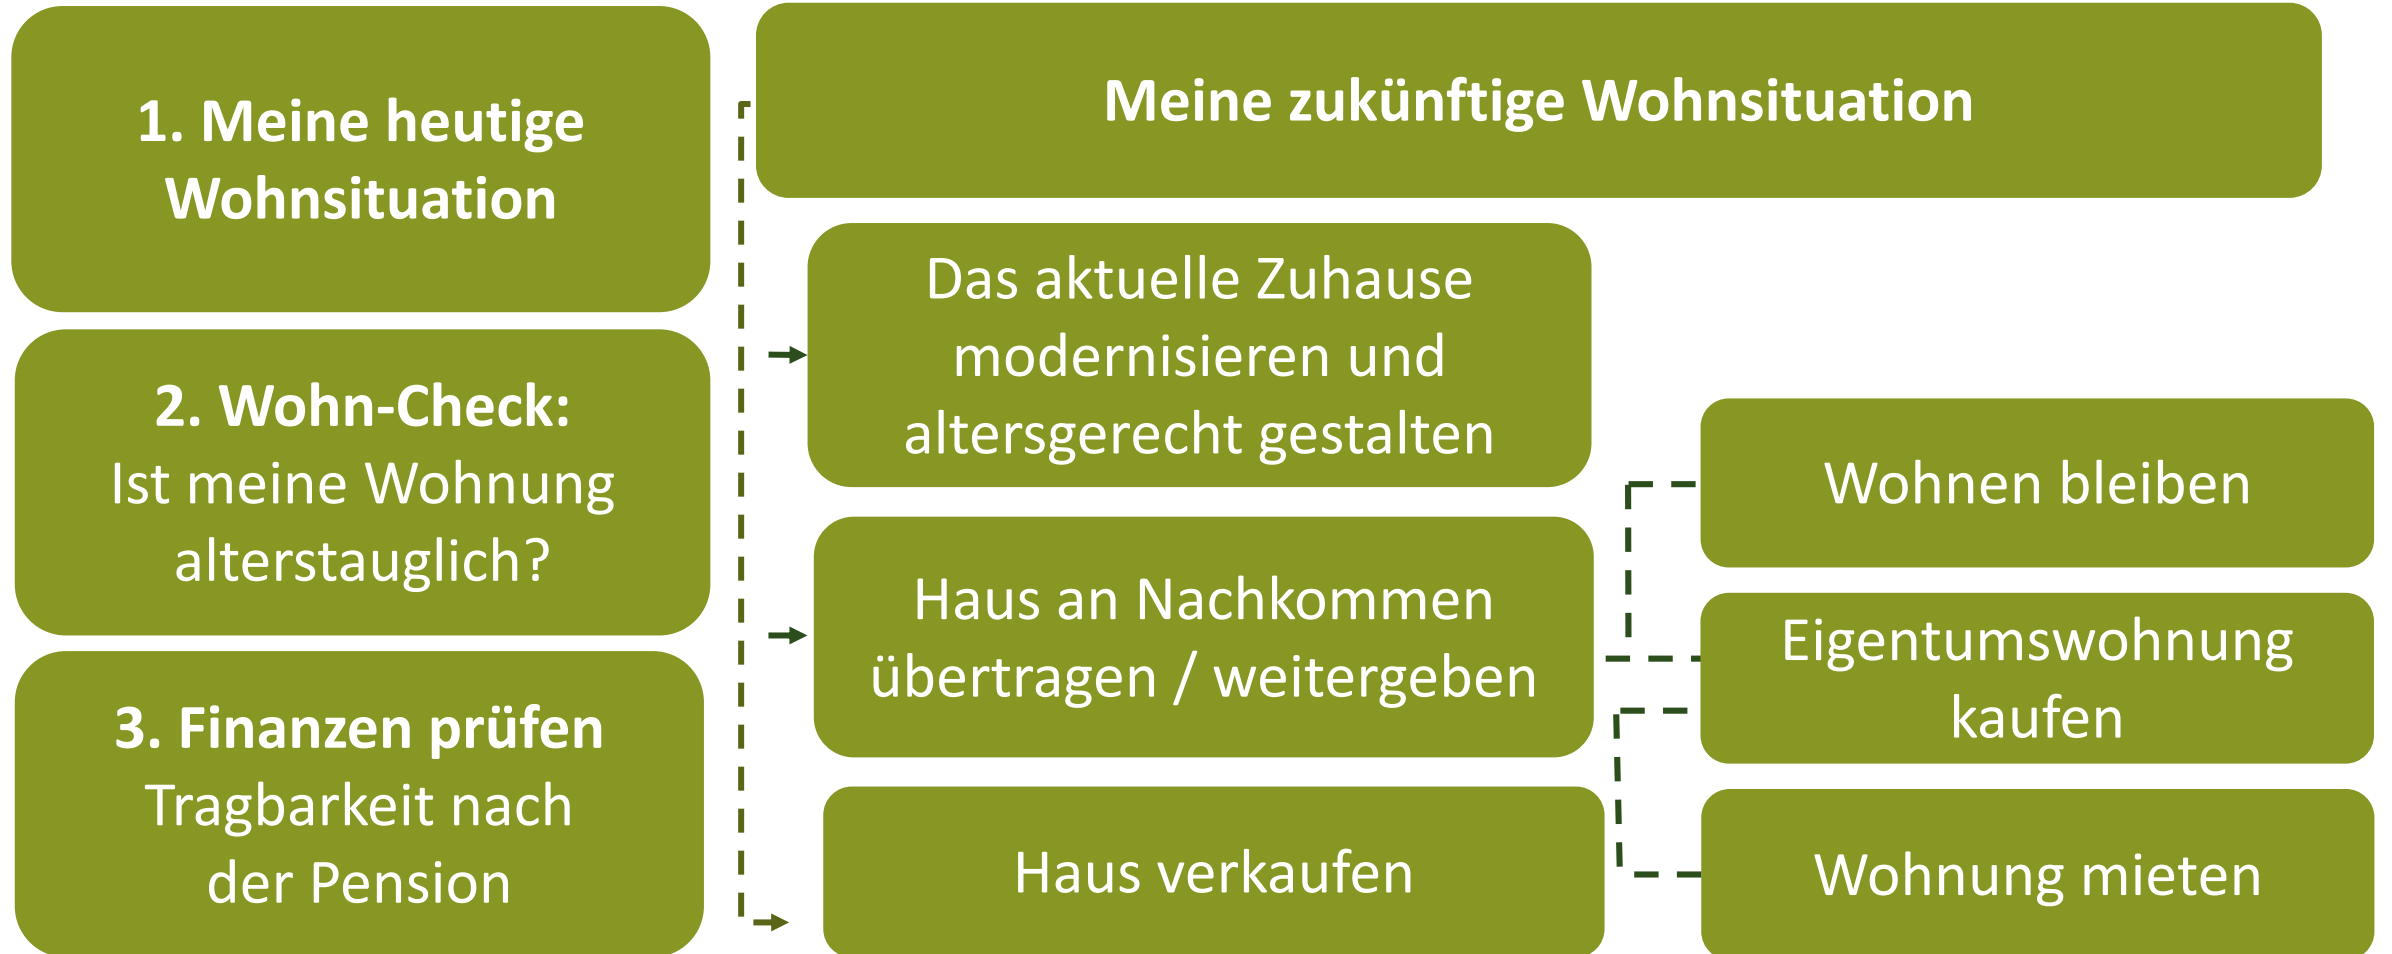 1. Meine heutige
Wohnsituation
2. Wohn-Check:
Ist meine Wohnung
alterstauglich?
3. Finanzen prüfen
Tragbarkeit nach
der Pension
Meine zukünftige Wohnsituation
Das aktuelle Zuhause
modernisieren und
altersgerecht gestalten
Haus an Nachkommen
übertragen / weitergeben
Haus verkaufen
Wohnen bleiben
Eigentumswohnung
kaufen
Wohnung mieten